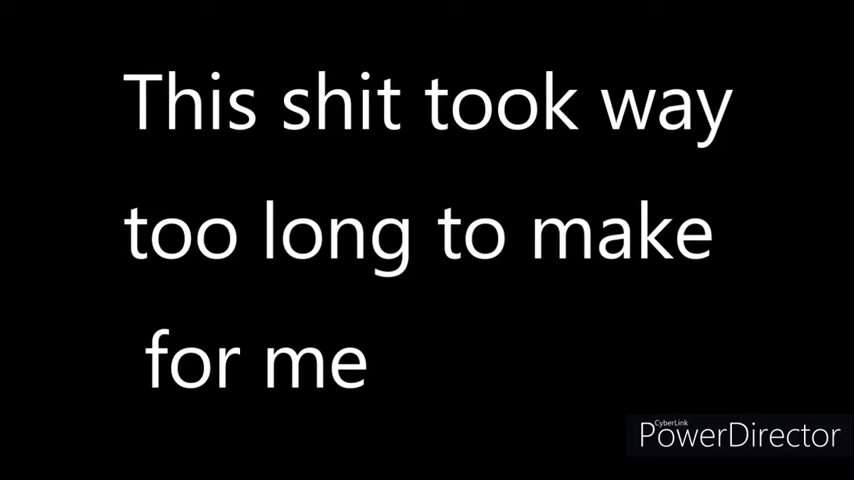 This shit took way
too long to make
for me
CyberLink
PowerDirector